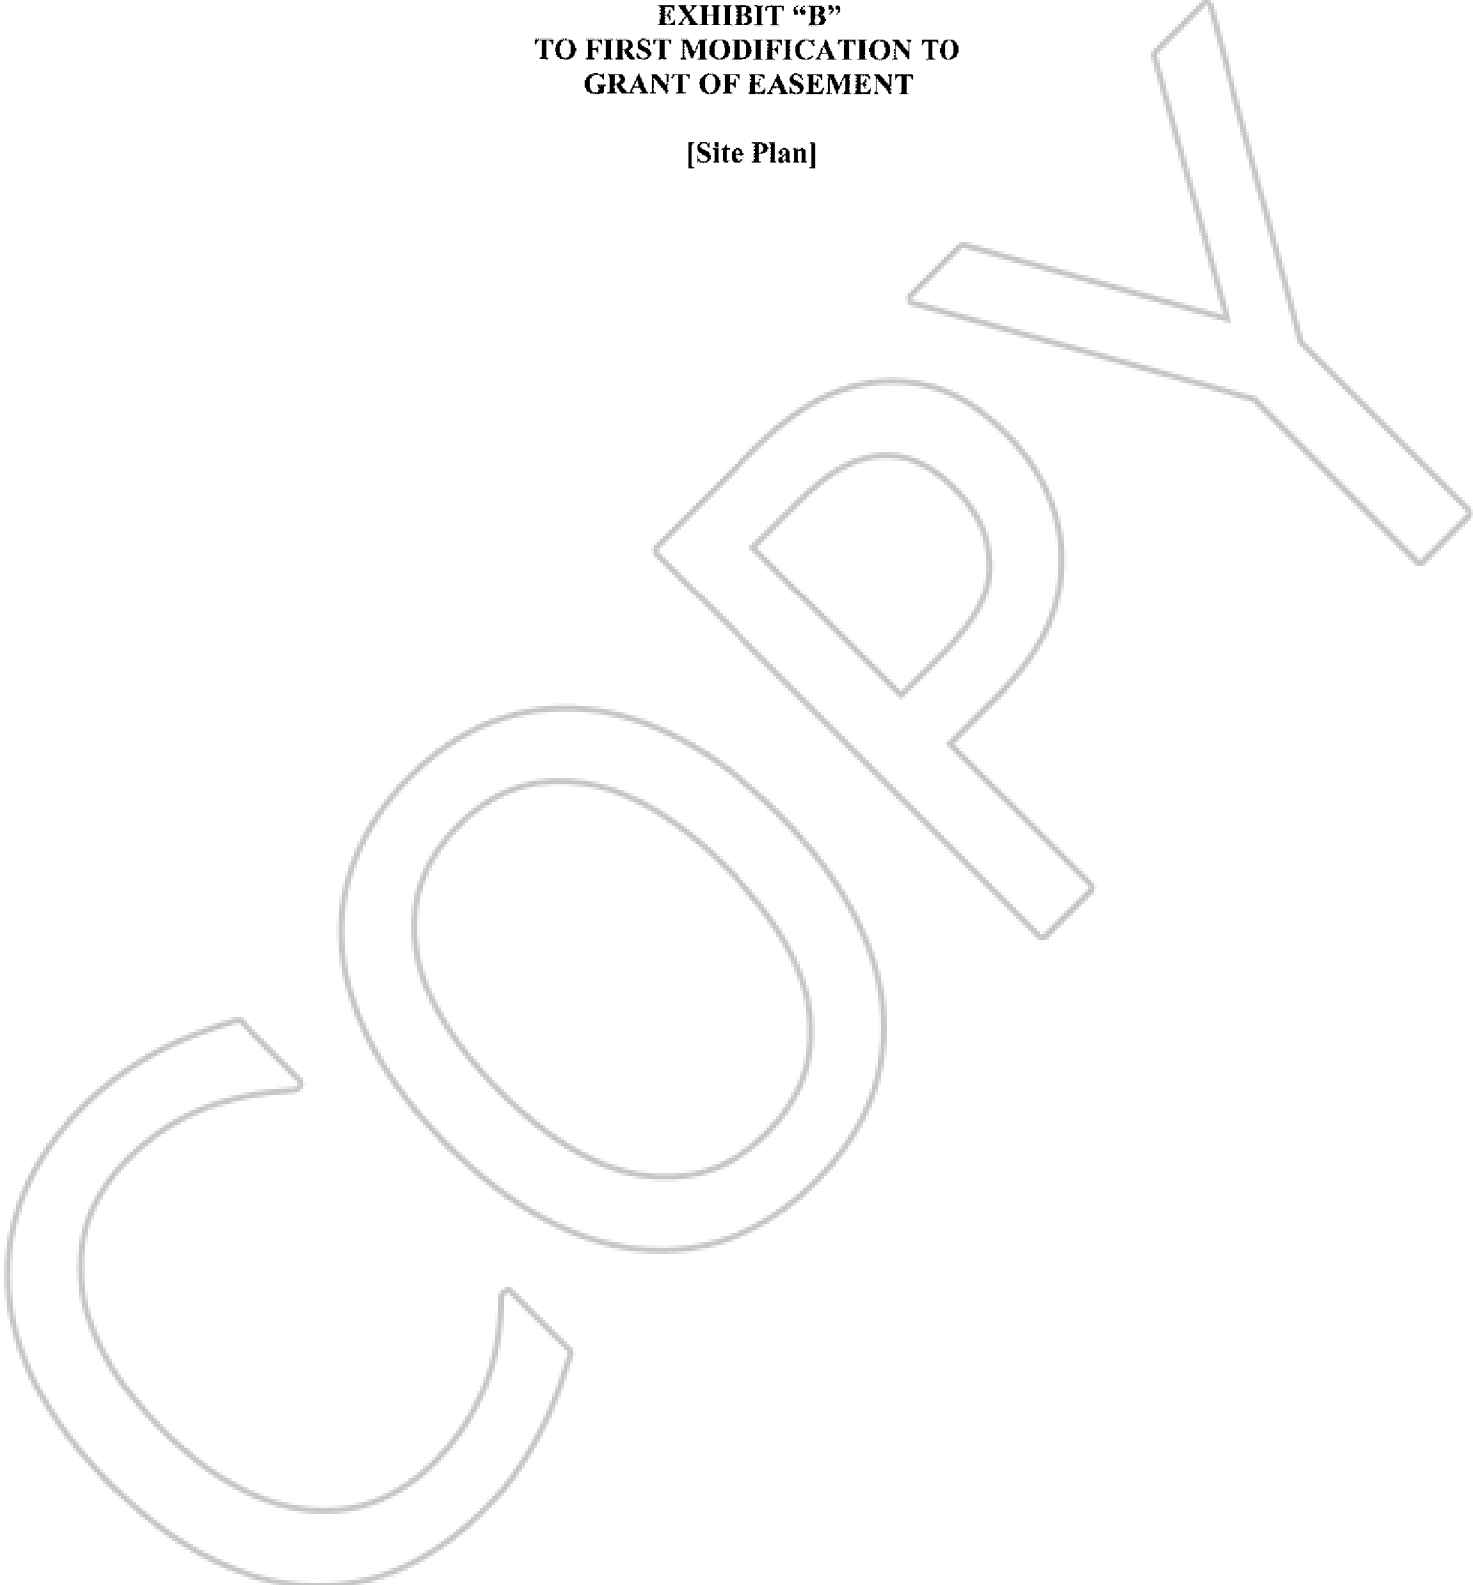 EXHIBIT “B”
TO FIRST MODIFICATION TO
GRANT OF EASEMENT
[Site Plan]
COPY